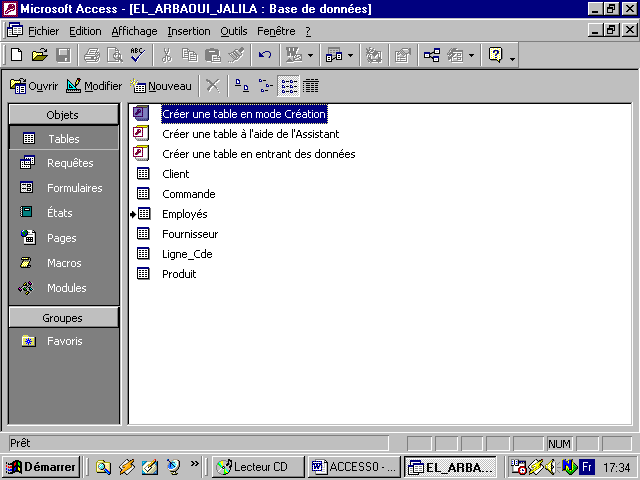 Microsoft Access - [EL_ARBAOUI_JALILA : Base de données]
Fichier Edition Affichage Insertion Outils Fenêtre ?
Ouvrir Modifier Nouveau
Objets
Tables
Requêtes
Formulaires
États
Pages
Macros
Modules
Groupes
Favoris
Créer une table en mode Création
Créer une table à l'aide de l'Assistant
Créer une table en entrant des données
Client
Commande
Employés
Fournisseur
Ligne_Cde
Produit
Prêt NUM
Démarrer » Lecteur CD ACCESS0 - ... EL_ARBA... Fr 17:34